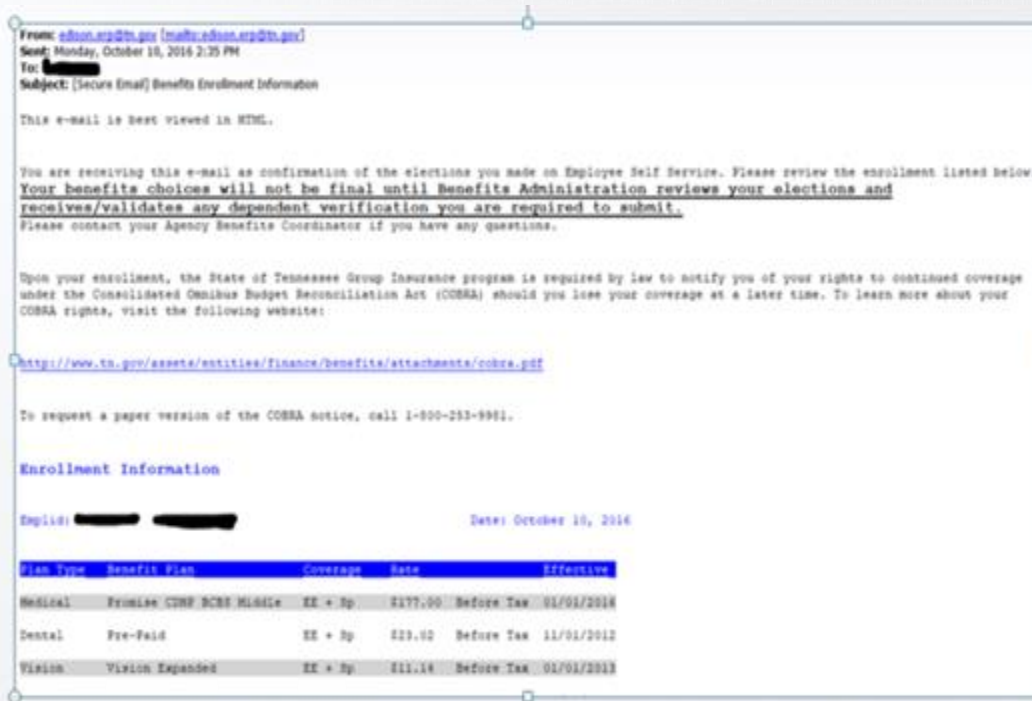 From: edison.erp@tn.gov [mailto:edison.erp@tn.gov]
Sent: Monday, October 10, 2016 2:35 PM
To:
Subject: [Secure Email] Benefits Enrollment Information
This e-mail is best viewed in HTML.
You are receiving this e-mail as confirmation of the elections you made on Employee Self Service. Please review the enrollment listed below
Your benefits choices will not be final until Benefits Administration reviews your elections and
receives/validates any dependent verification you are required to submit.
Please contact your Agency Benefits Coordinator if you have any questions.
Upon your enrollment, the State of Tennessee Group Insurance program is required by law to notify you of your rights to continued coverage
under the Consolidated Omnibus Budget Reconciliation Act (COBRA) should you lose your coverage at a later time. To learn more about your
COBRA rights, visit the following website:
http://www.tn.gov/assets/entities/finance/benefits/attachments/cobra.pdf
To request a paper version of the COBRA notice, call 1-800-253-9981.
Enrollment Information
Emplid: Date: October 10, 2016
Plan Type Benefit Plan Coverage Rate Effective
Medical Promise CDHP BCBS Middle EE + Sp $177.00 Before Tax 01/01/2016
Dental Pre-Paid EE + Sp $23.02 Before Tax 11/01/2012
Vision Vision Expanded EE + Sp $11.14 Before Tax 01/01/2013